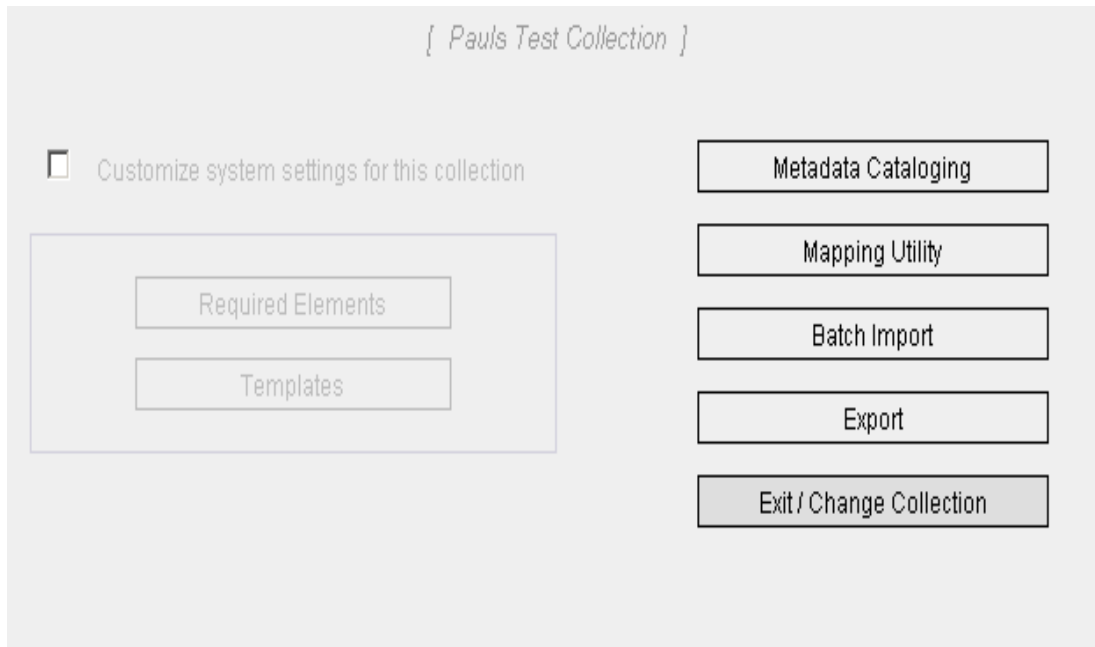 [ Pauls Test Collection ]
Customize system settings for this collection
Required Elements
Templates
Metadata Cataloging
Mapping Utility
Batch Import
Export
Exit / Change Collection